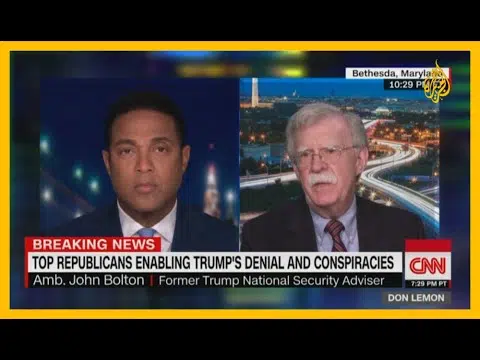 Bethesda, Maryland
10:29 PM
BREAKING NEWS
TOP REPUBLICANS ENABLING TRUMP'S DENIAL AND CONSPIRACIES
Amb. John Bolton | Former Trump National Security Adviser
CNN
7:29 PM PT
DON LEMON